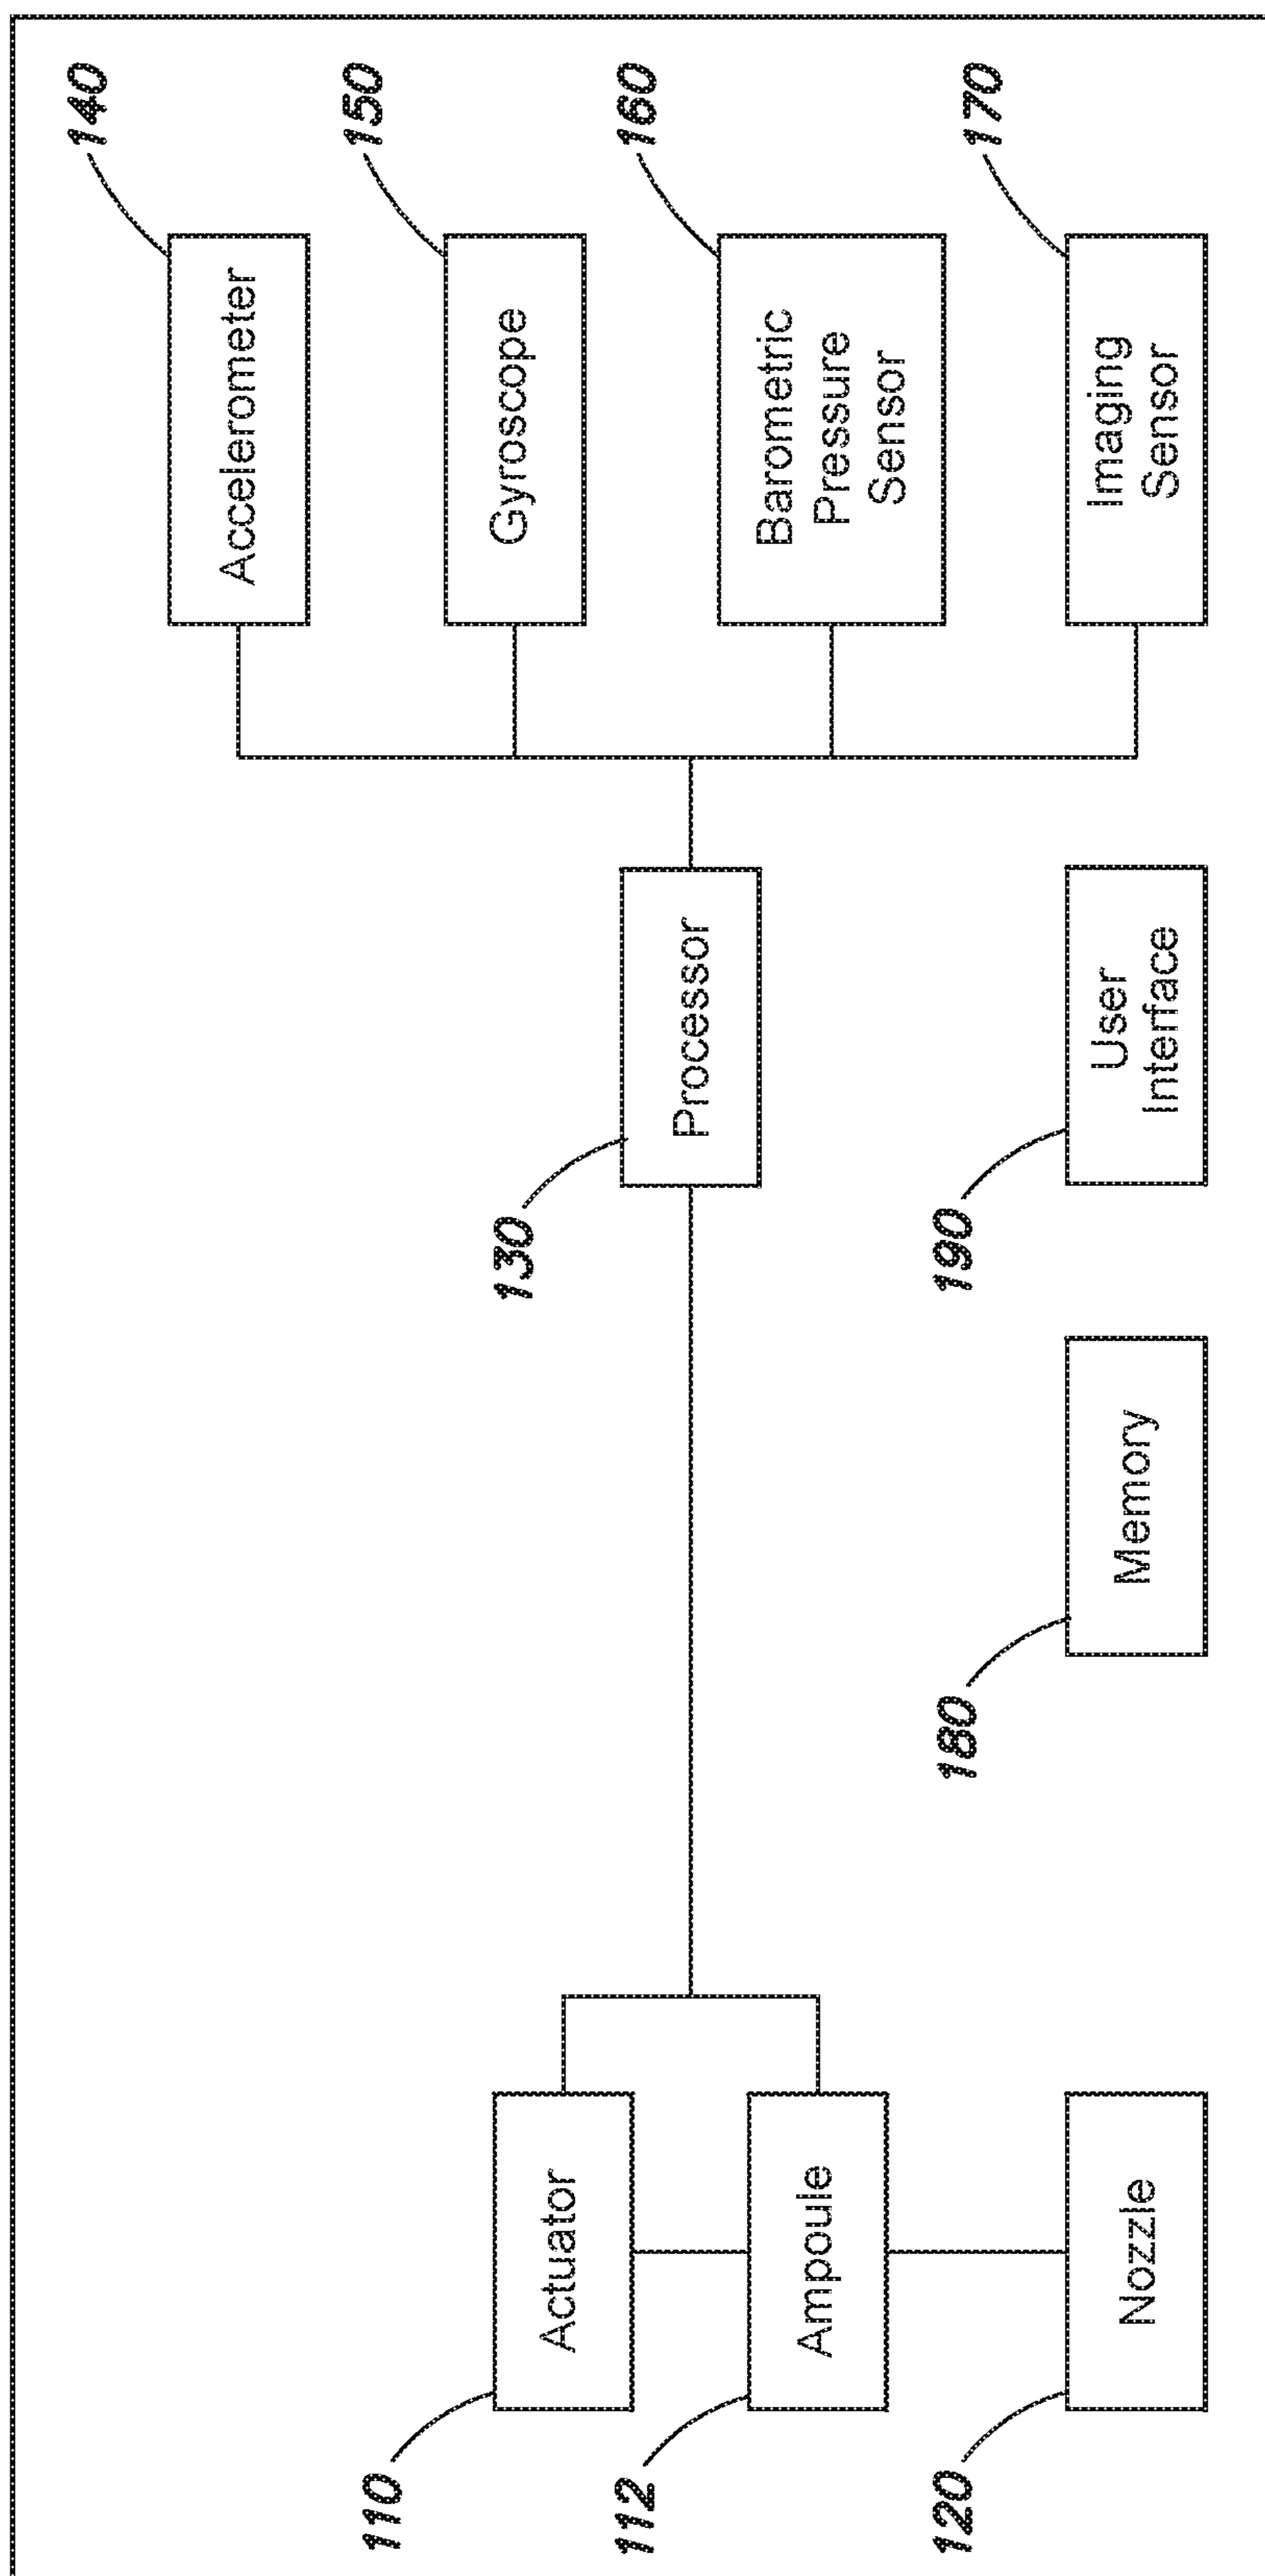 110
Actuator
112
Ampoule
120
Nozzle
130
Processor
180
Memory
190
User
Interface
140
Accelerometer
150
Gyroscope
160
Barometric
Pressure
Sensor
170
Imaging
Sensor